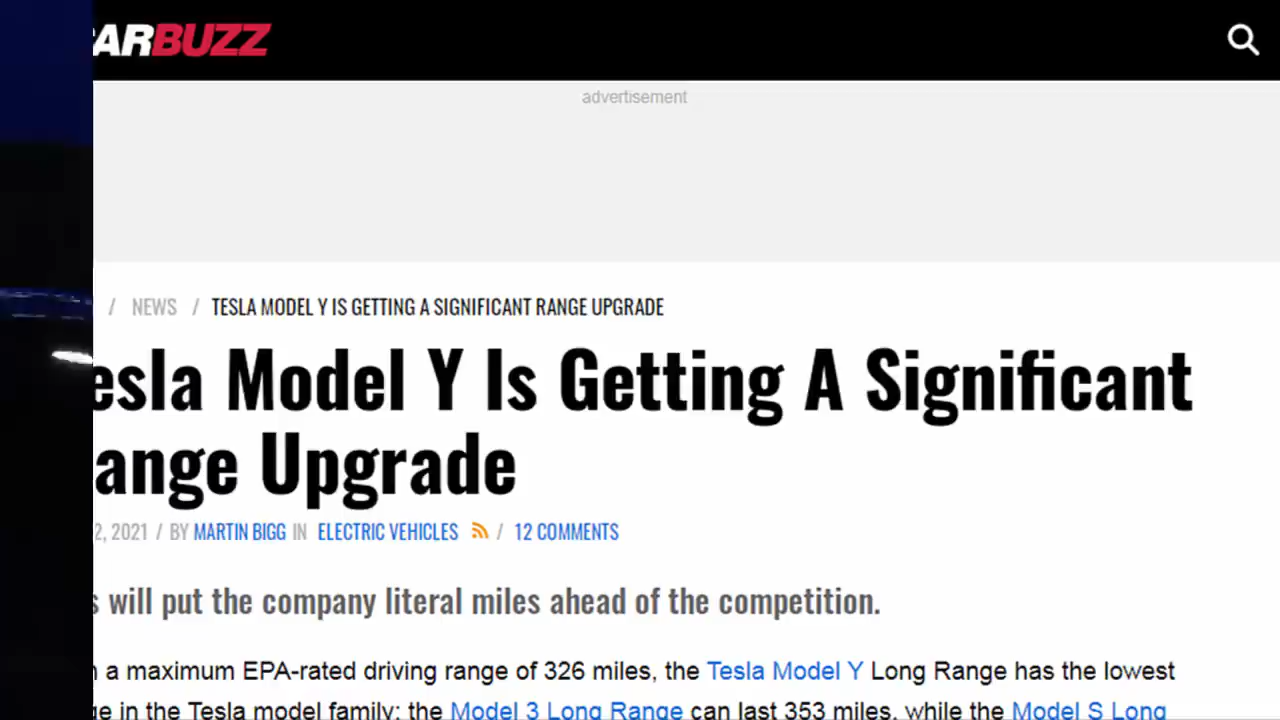 ARBUZZ
advertisement
/ NEWS / TESLA MODEL Y IS GETTING A SIGNIFICANT RANGE UPGRADE
esla Model Y Is Getting A Significant
ange Upgrade
2, 2021 / BY MARTIN BIGG IN ELECTRIC VEHICLES / 12 COMMENTS
s will put the company literal miles ahead of the competition.
a maximum EPA-rated driving range of 326 miles, the Tesla Model Y Long Range has the lowest
ge in the Tesla model family: the Model 3 Long Range can last 353 miles, while the Model S Long